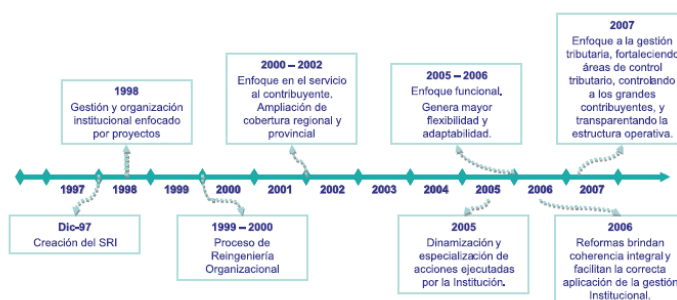 2007
Enfoque a la gestión
tributaria, fortaleciendo
áreas de control
tributario, controlando
a los grandes
contribuyentes, y
transparentando la
estructura operativa.
2000 – 2002
Enfoque en el servicio
al contribuyente.
Ampliación de
cobertura regional y
provincial
2005 – 2006
Enfoque funcional.
Genera mayor
flexibilidad y
adaptabilidad.
1998
Gestión y organización
institucional enfocado
por proyectos
1997 1998 1999 2000 2001 2002 2003 2004 2005 2006 2007
Dic-97
Creación del SRI
1999 – 2000
Proceso de
Reingeniería
Organizacional
2005
Dinamización y
especialización de
acciones ejecutadas
por la Institución.
2006
Reformas brindan
coherencia integral y
facilitan la correcta
aplicación de la gestión
Institucional.